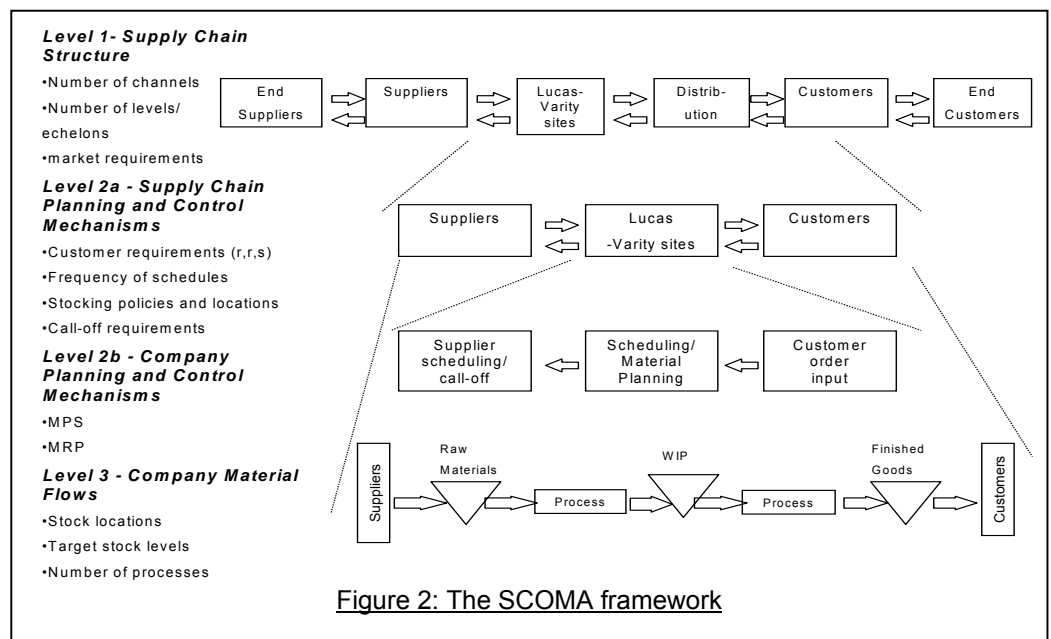 Level 1- Supply Chain
Structure
•Number of channels
•Number of levels/
echelons
•market requirements
Level 2a - Supply Chain
Planning and Control
Mechanisms
•Customer requirements (r,r,s)
•Frequency of schedules
•Stocking policies and locations
•Call-off requirements
Level 2b - Company
Planning and Control
Mechanisms
•MPS
•MRP
Level 3 - Company Material
Flows
•Stock locations
•Target stock levels
•Number of processes
End
Suppliers
Suppliers
Lucas-
Varity
sites
Distrib-
ution
Customers
End
Customers
Suppliers
Lucas
-Varity sites
Customers
Supplier
scheduling/
call-off
Scheduling/
Material
Planning
Customer
order
input
Suppliers
Raw
Materials
Process
WIP
Process
Finished
Goods
Customers
Figure 2: The SCOMA framework